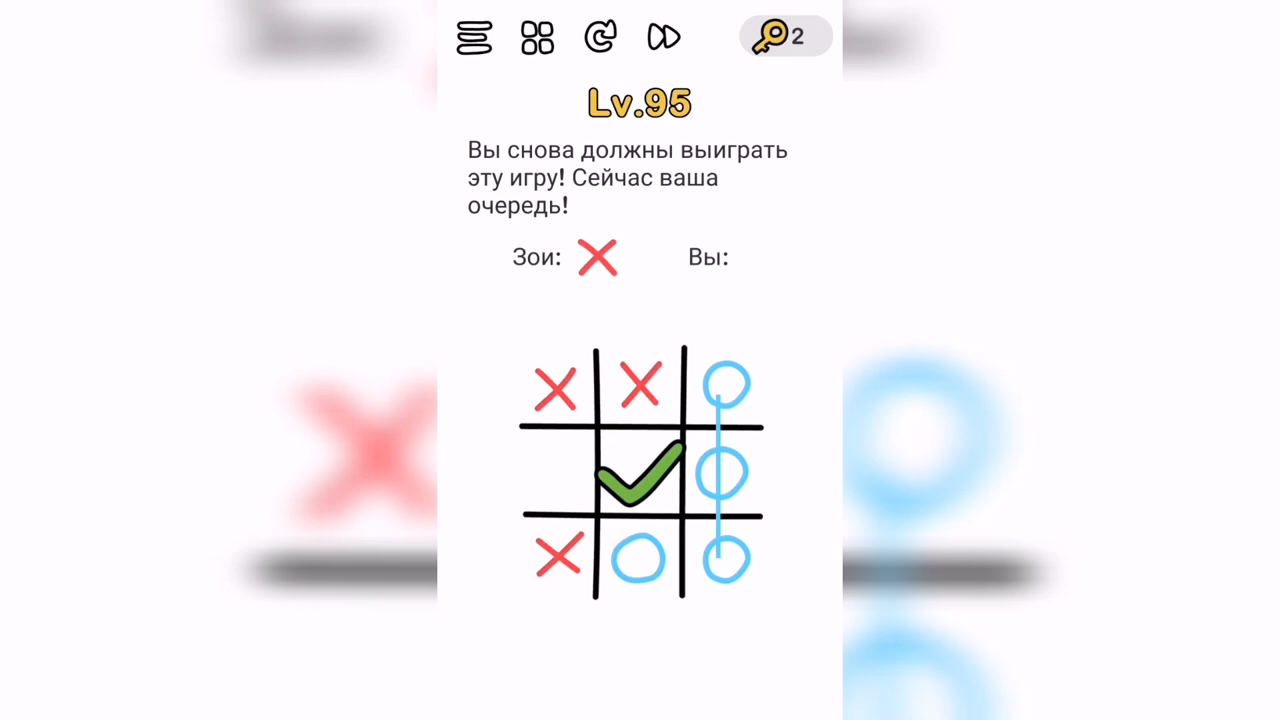 2
Lv.95
Вы снова должны выиграть
эту игру! Сейчас ваша
очередь!
Зои: Вы: